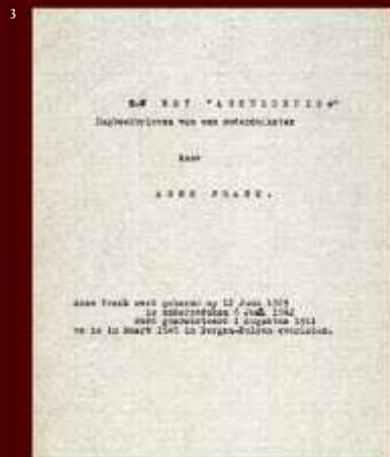 3
HET "ACHTERHUIS"
Dagboekbrieven van een onderduikster
door
ANNE FRANK.
Anne Frank werd geboren op 12 Juni 1929
is ondergedoken 6 Juli 1942
werd gearresteerd Augustus 1944
en is in Maart 1945 in Bergen-Belsen overleden.